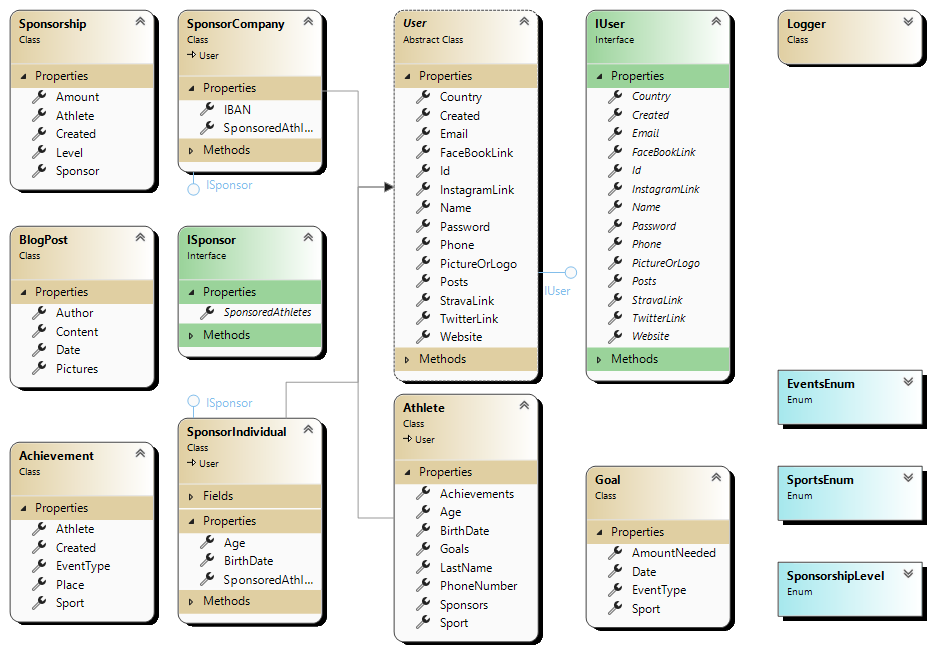 Sponsorship
Class
Properties
Amount
Athlete
Created
Level
Sponsor
SponsorCompany
Class
User
Properties
IBAN
SponsoredAthl...
Methods
ISponsor
User
Abstract Class
Properties
Country
Created
Email
FaceBookLink
Id
InstagramLink
Name
Password
Phone
PictureOrLogo
Posts
StravaLink
TwitterLink
Website
Methods
IUser
IUser
Interface
Properties
Country
Created
Email
FaceBookLink
Id
InstagramLink
Name
Password
Phone
PictureOrLogo
Posts
StravaLink
TwitterLink
Website
Methods
Logger
Class
BlogPost
Class
Properties
Author
Content
Date
Pictures
ISponsor
Interface
Properties
SponsoredAthletes
Methods
EventsEnum
Enum
Achievement
Class
Properties
Athlete
Created
EventType
Place
Sport
ISponsor
SponsorIndividual
Class
User
Fields
Properties
Age
BirthDate
SponsoredAthl...
Methods
Athlete
Class
User
Properties
Achievements
Age
BirthDate
Goals
LastName
PhoneNumber
Sponsors
Sport
Goal
Class
Properties
AmountNeeded
Date
EventType
Sport
SportsEnum
Enum
SponsorshipLevel
Enum